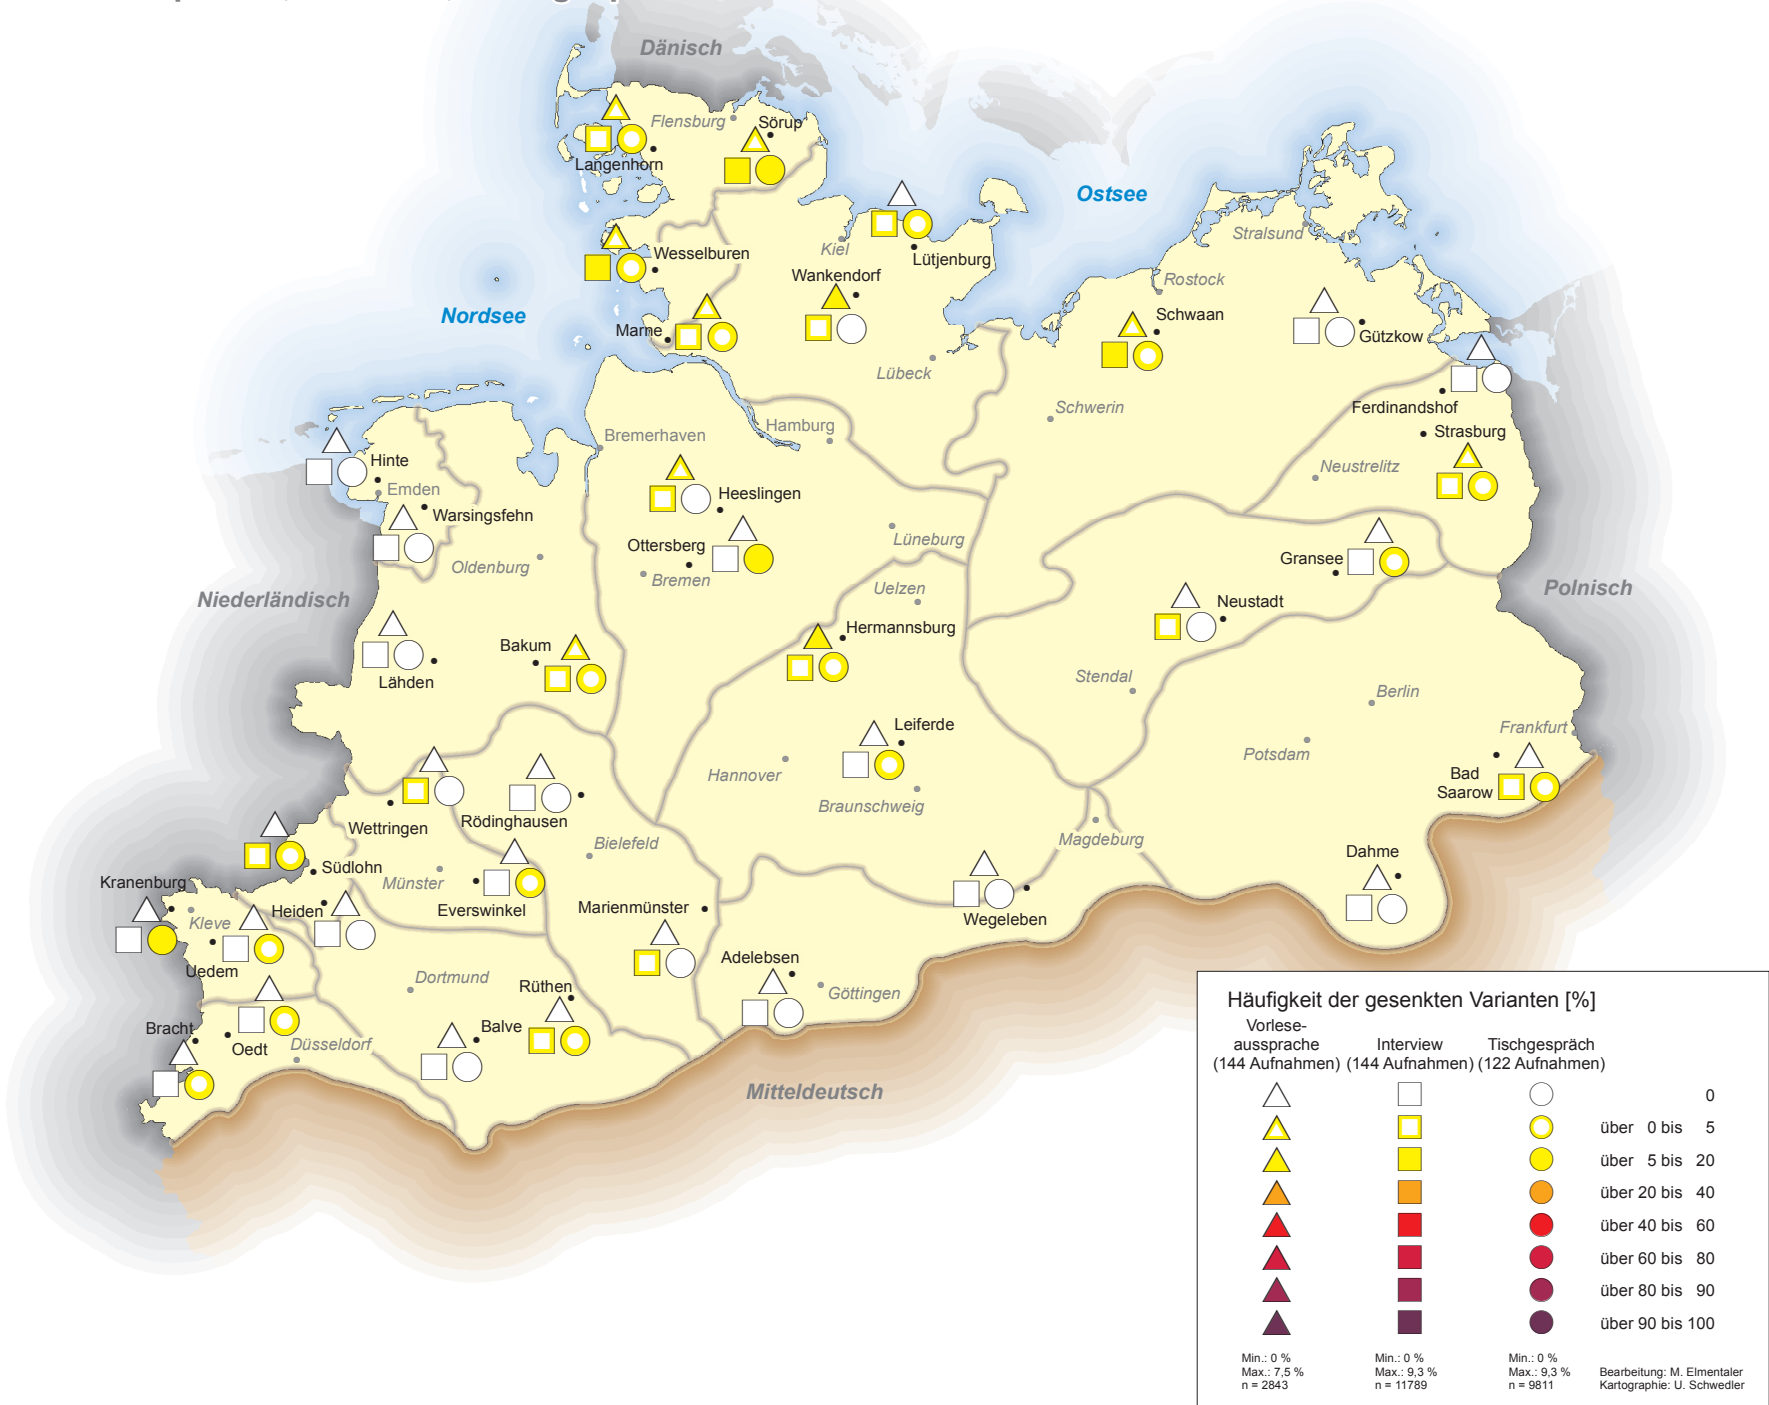 Dänisch
Flensburg
Sörup
Langenhorn
Ostsee
Stralsund
Kiel
Wesselburen
Lütjenburg
Wankendorf
Rostock
Nordsee
Schwaan
Marne
Gützkow
Lübeck
Ferdinandshof
Schwerin
Hamburg
Bremerhaven
Strasburg
Hinte
Neustrelitz
Emden
Heeslingen
Warsingsfehn
Lüneburg
Ottersberg
Gransee
Oldenburg
Bremen
Uelzen
Polnisch
Niederländisch
Neustadt
Hermannsburg
Bakum
Stendal
Lähden
Berlin
Leiferde
Frankfurt
Potsdam
Hannover
Bad
Saarow
Braunschweig
Rödinghausen
Wettringen
Magdeburg
Bielefeld
Dahme
Südlohn
Kranenburg
Münster
Heiden
Everswinkel
Marienmünster
Wegeleben
Kleve
Adelebsen
Uedem
Dortmund
Rüthen
Göttingen
Bracht
Balve
Oedt
Düsseldorf
Mitteldeutsch
Häufigkeit der gesenkten Varianten [%]
Vorlese-
aussprache
(144 Aufnahmen)
Interview
(144 Aufnahmen)
Tischgespräch
(122 Aufnahmen)
0
über 0 bis 5
über 5 bis 20
über 20 bis 40
über 40 bis 60
über 60 bis 80
über 80 bis 90
über 90 bis 100
Min.: 0 %
Max.: 7,5 %
n = 2843
Min.: 0 %
Max.: 9,3 %
n = 11789
Min.: 0 %
Max.: 9,3 %
n = 9811
Bearbeitung: M. Elmentaler
Kartographie: U. Schwedler